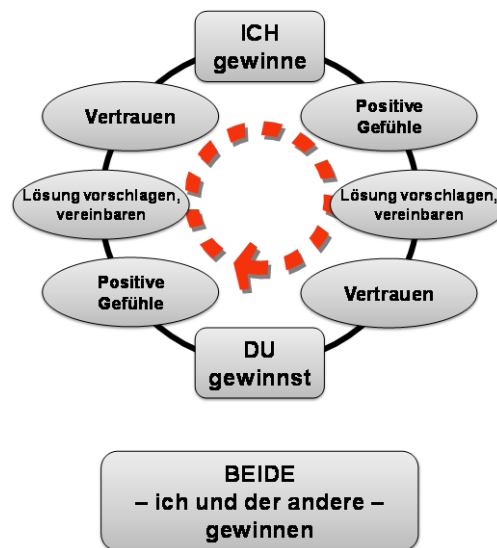 ICH
gewinne
Vertrauen
Positive
Gefühle
Lösung vorschlagen,
vereinbaren
Lösung vorschlagen,
vereinbaren
Positive
Gefühle
Vertrauen
DU
gewinnst
BEIDE
– ich und der andere –
gewinnen